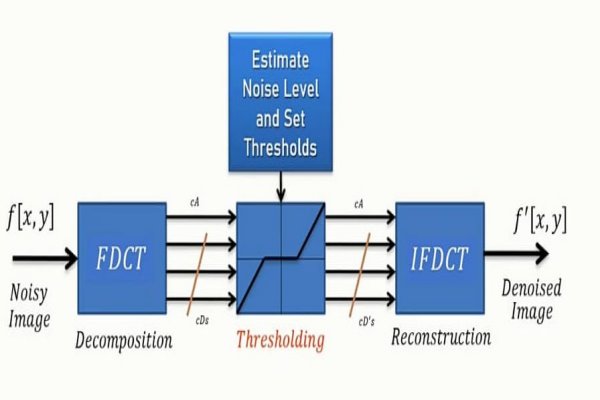 Estimate
Noise Level
and Set
Thresholds
f[x,y]
Noisy
Image
FDCT
Decomposition
cA
cDs
Thresholding
cA
cD's
IFDCT
Reconstruction
f'[x,y]
Denoised
Image